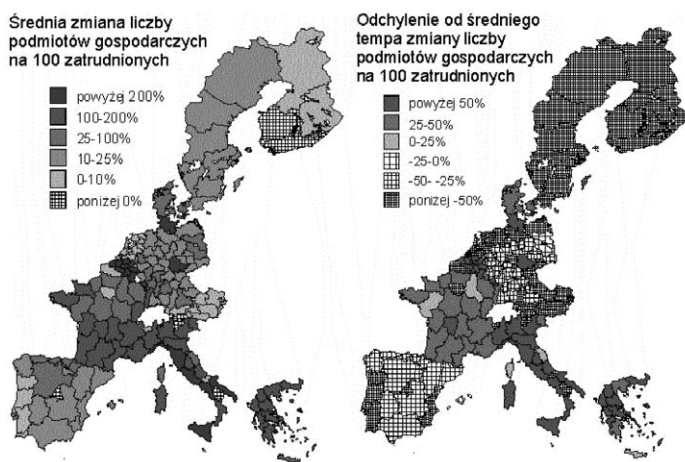 Średnia zmiana liczby
podmiotów gospodarczych
na 100 zatrudnionych
powyżej 200%
100-200%
25-100%
10-25%
0-10%
poniżej 0%
Odchylenie od średniego
tempa zmiany liczby
podmiotów gospodarczych
na 100 zatrudnionych
powyżej 50%
25-50%
0-25%
-25-0%
-50- -25%
poniżej -50%